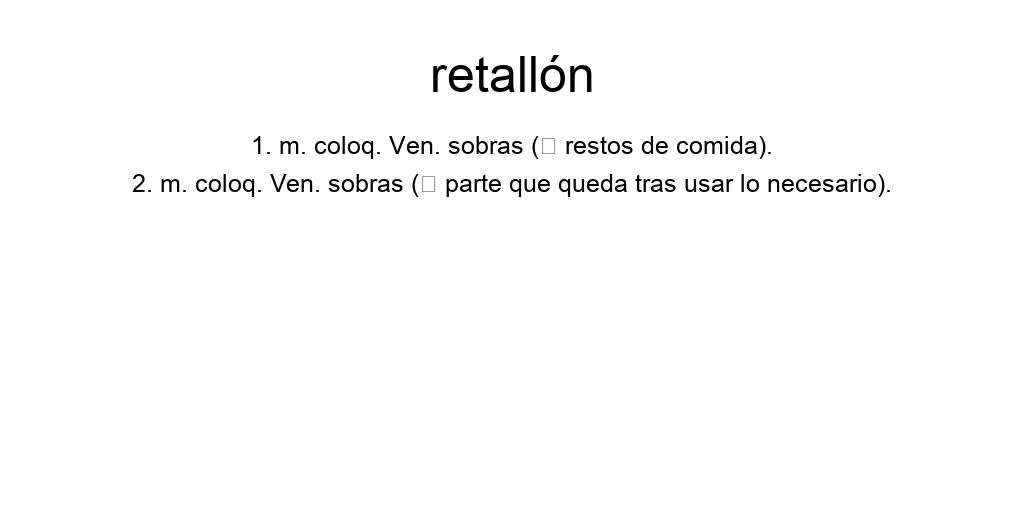 retallón
1. m. coloq. Ven. sobras (▯ restos de comida).
2. m. coloq. Ven. sobras (▯ parte que queda tras usar lo necesario).